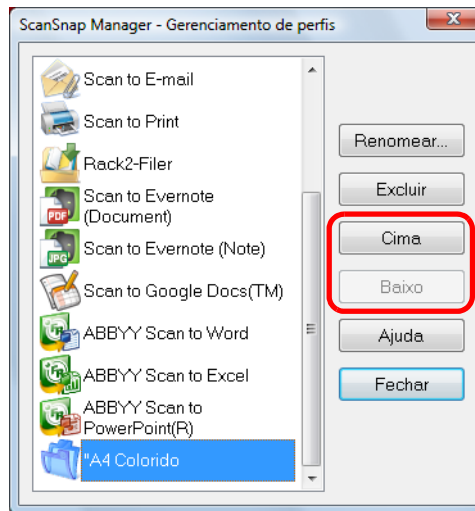 ScanSnap Manager - Gerenciamento de perfis
Scan to E-mail
Scan to Print
Rack2-Filer
PDF
Scan to Evernote
(Document)
JPG
Scan to Evernote (Note)
Scan to Google Docs(TM)
ABBYY Scan to Word
ABBYY Scan to Excel
ABBYY Scan to
PowerPoint(R)
"A4 Colorido
Renomear...
Excluir
Cima
Baixo
Ajuda
Fechar